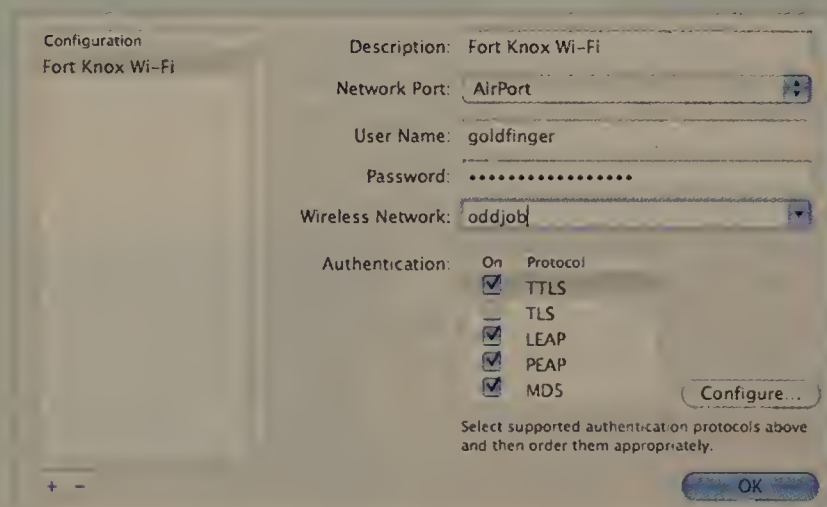 Configuration
Fort Knox Wi-Fi
Description: Fort Knox Wi-Fi
Network Port: AirPort
User Name: goldfinger
Password: •••••••••••••••••
Wireless Network: oddjob
Authentication: On Protocol
TTLS
TLS
LEAP
PEAP
MD5
Configure...
Select supported authentication protocols above
and then order them appropriately.
+ -
OK